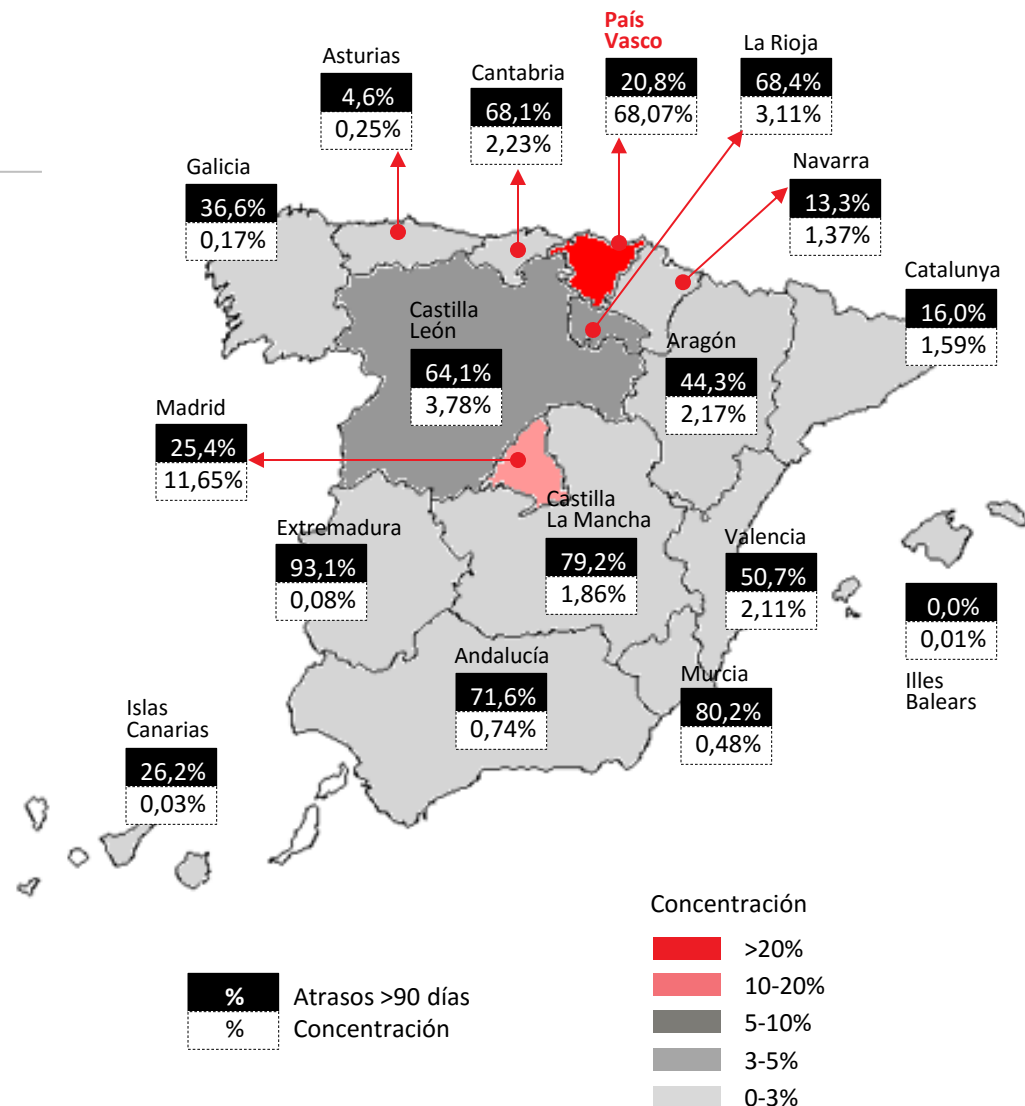 País
Vasco
20,8%
68,07%
La Rioja
68,4%
3,11%
Asturias
4,6%
0,25%
Cantabria
68,1%
2,23%
Navarra
13,3%
1,37%
Galicia
36,6%
0,17%
Catalunya
16,0%
1,59%
Castilla
León
64,1%
3,78%
Aragón
44,3%
2,17%
Madrid
25,4%
11,65%
Castilla
La Mancha
79,2%
1,86%
Extremadura
93,1%
0,08%
Valencia
50,7%
2,11%
0,0%
0,01%
Illes
Balears
Andalucía
71,6%
0,74%
Murcia
80,2%
0,48%
Islas
Canarias
26,2%
0,03%
Concentración
>20%
10-20%
5-10%
3-5%
0-3%
% Atrasos >90 días
% Concentración